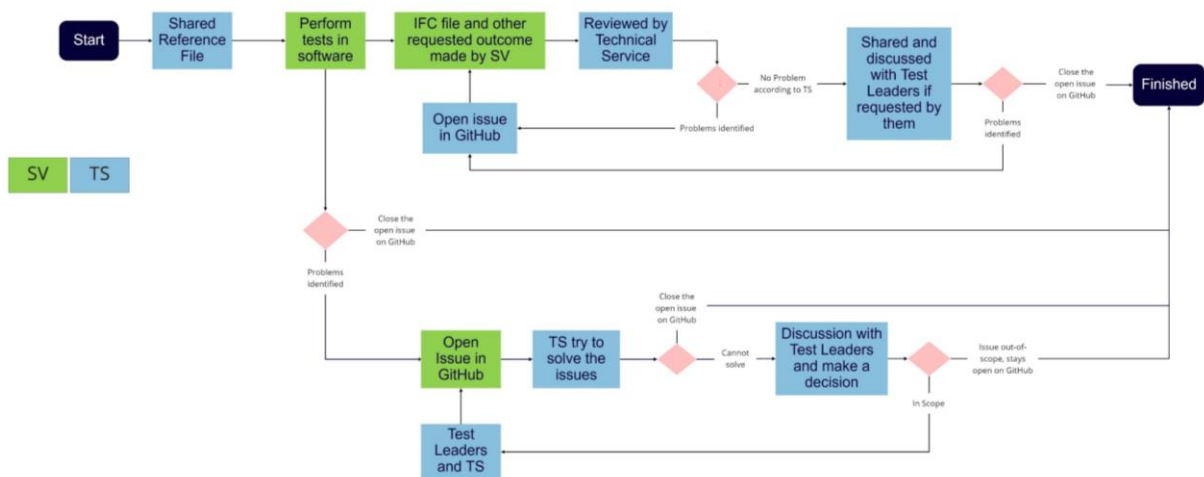 Start
Shared
Reference
File
Perform
tests in
software
IFC file and other
requested outcome
made by SV
Reviewed by
Technical
Service
No Problem
according to TS
Problems identified
Open issue
in GitHub
Shared and
discussed
with Test
Leaders if
requested by
them
Close the
open issue
on GitHub
Problems
identified
Finished
SV
TS
Close the
open issue
on GitHub
Problems
identified
Open
Issue in
GitHub
TS try to
solve the
issues
Close the
open issue
on GitHub
Cannot
solve
Discussion with
Test Leaders
and make a
decision
Issue out-of-
scope, stays
open on GitHub
In Scope
Test
Leaders
and TS